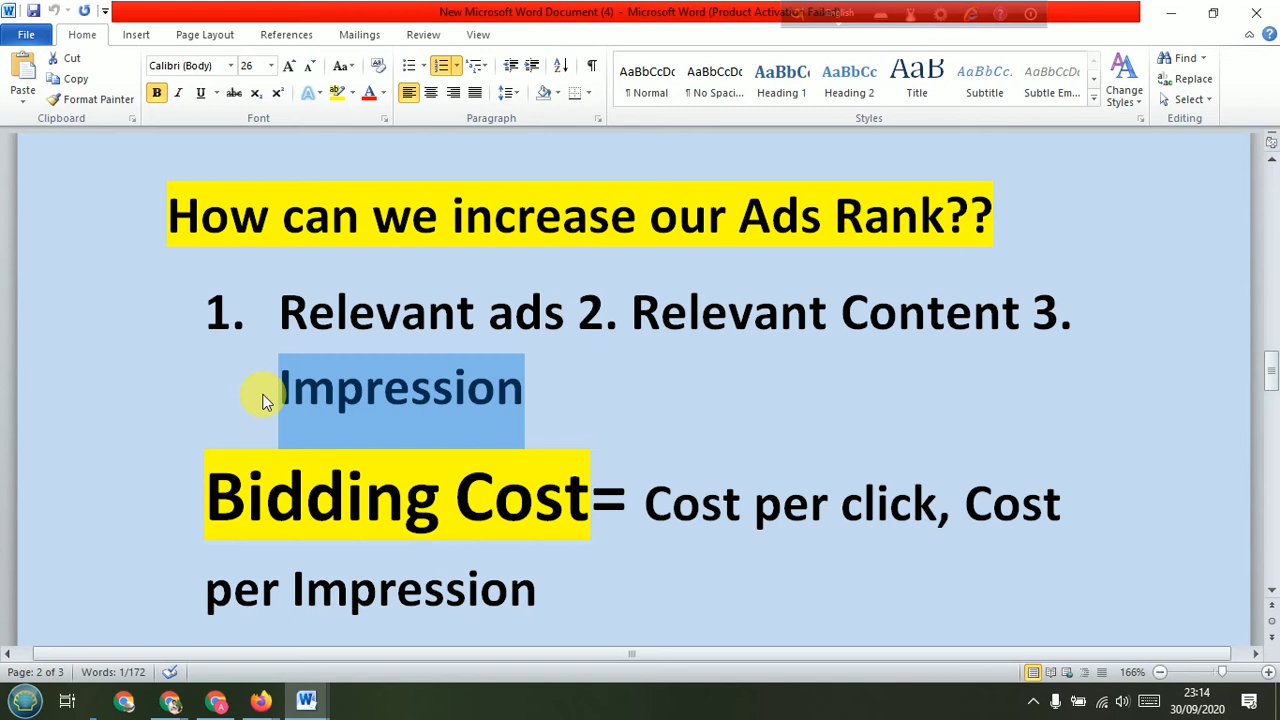 New Microsoft Word Document (4) - Microsoft Word (Product Activation Failed)
English
File Home Insert Page Layout References Mailings Review View
Cut
Copy
Format Painter
Paste
Clipboard
Calibri (Body) 26
Font
Paragraph
AaBbCcDc AaBbCcDc AaBbC AaBbCc AaB AaBbCcD AaBbCcDc
¶ Normal ¶ No Spaci... Heading 1 Heading 2 Title Subtitle Subtle Em...
Styles
Change Styles
Find
Replace
Select
Editing
How can we increase our Ads Rank??
1. Relevant ads 2. Relevant Content 3.
Impression
Bidding Cost= Cost per click, Cost
per Impression
Page: 2 of 3 Words: 1/172 166%
23:14
30/09/2020